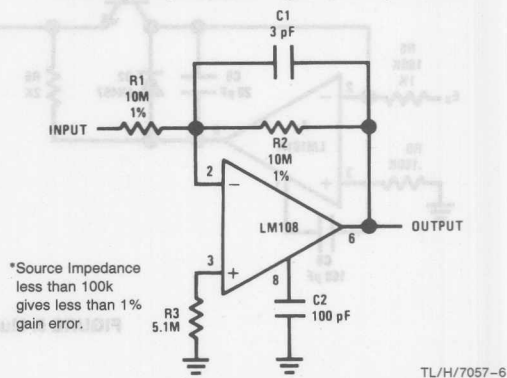 C1
3 pF
R1
10M
1%
INPUT
R2
10M
1%
2
−
LM108
6
OUTPUT
3
+
8
R3
5.1M
C2
100 pF
*Source Impedance
less than 100k
gives less than 1%
gain error.
TL/H/7057–6